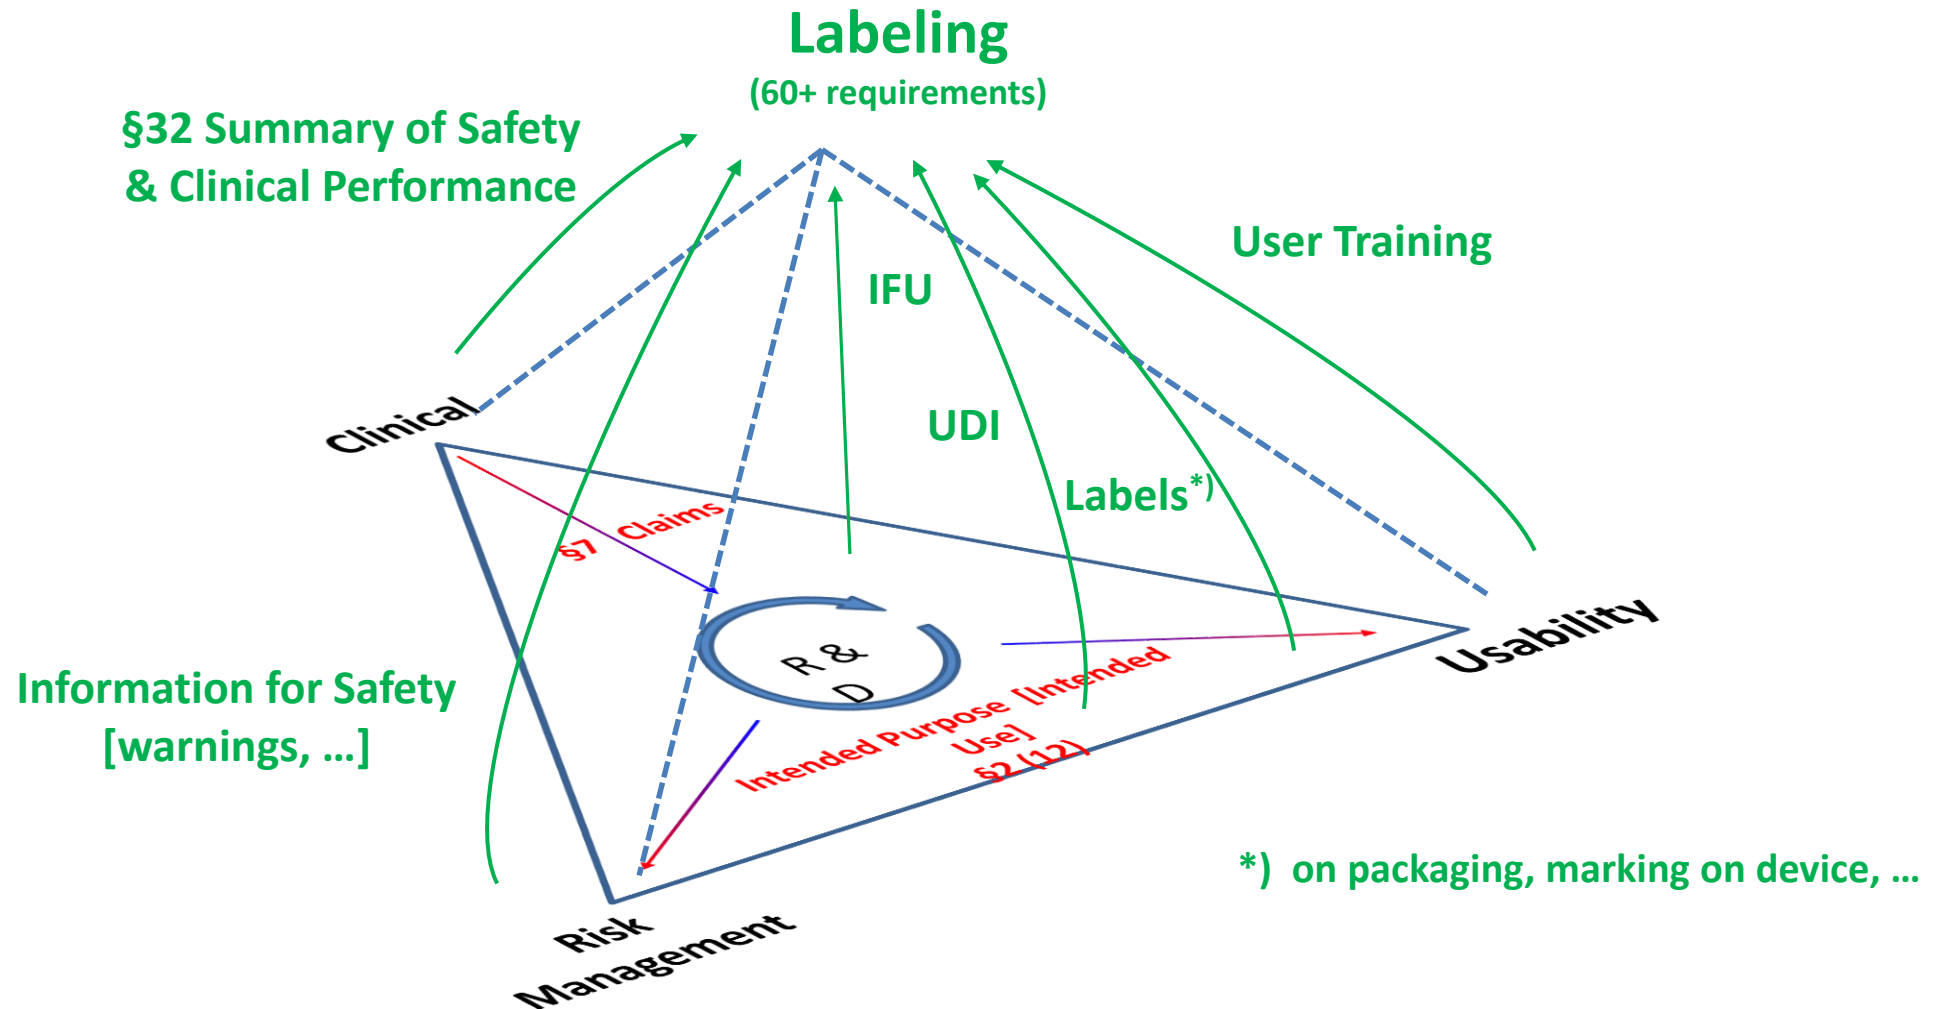 Labeling
(60+ requirements)
§32 Summary of Safety
& Clinical Performance
User Training
IFU
UDI
Labels*)
Clinical
§7 Claims
R &
D
Intended Purpose [Intended
Use]
§2 (12)
Usability
Information for Safety
[warnings, …]
*) on packaging, marking on device, …
Risk
Management